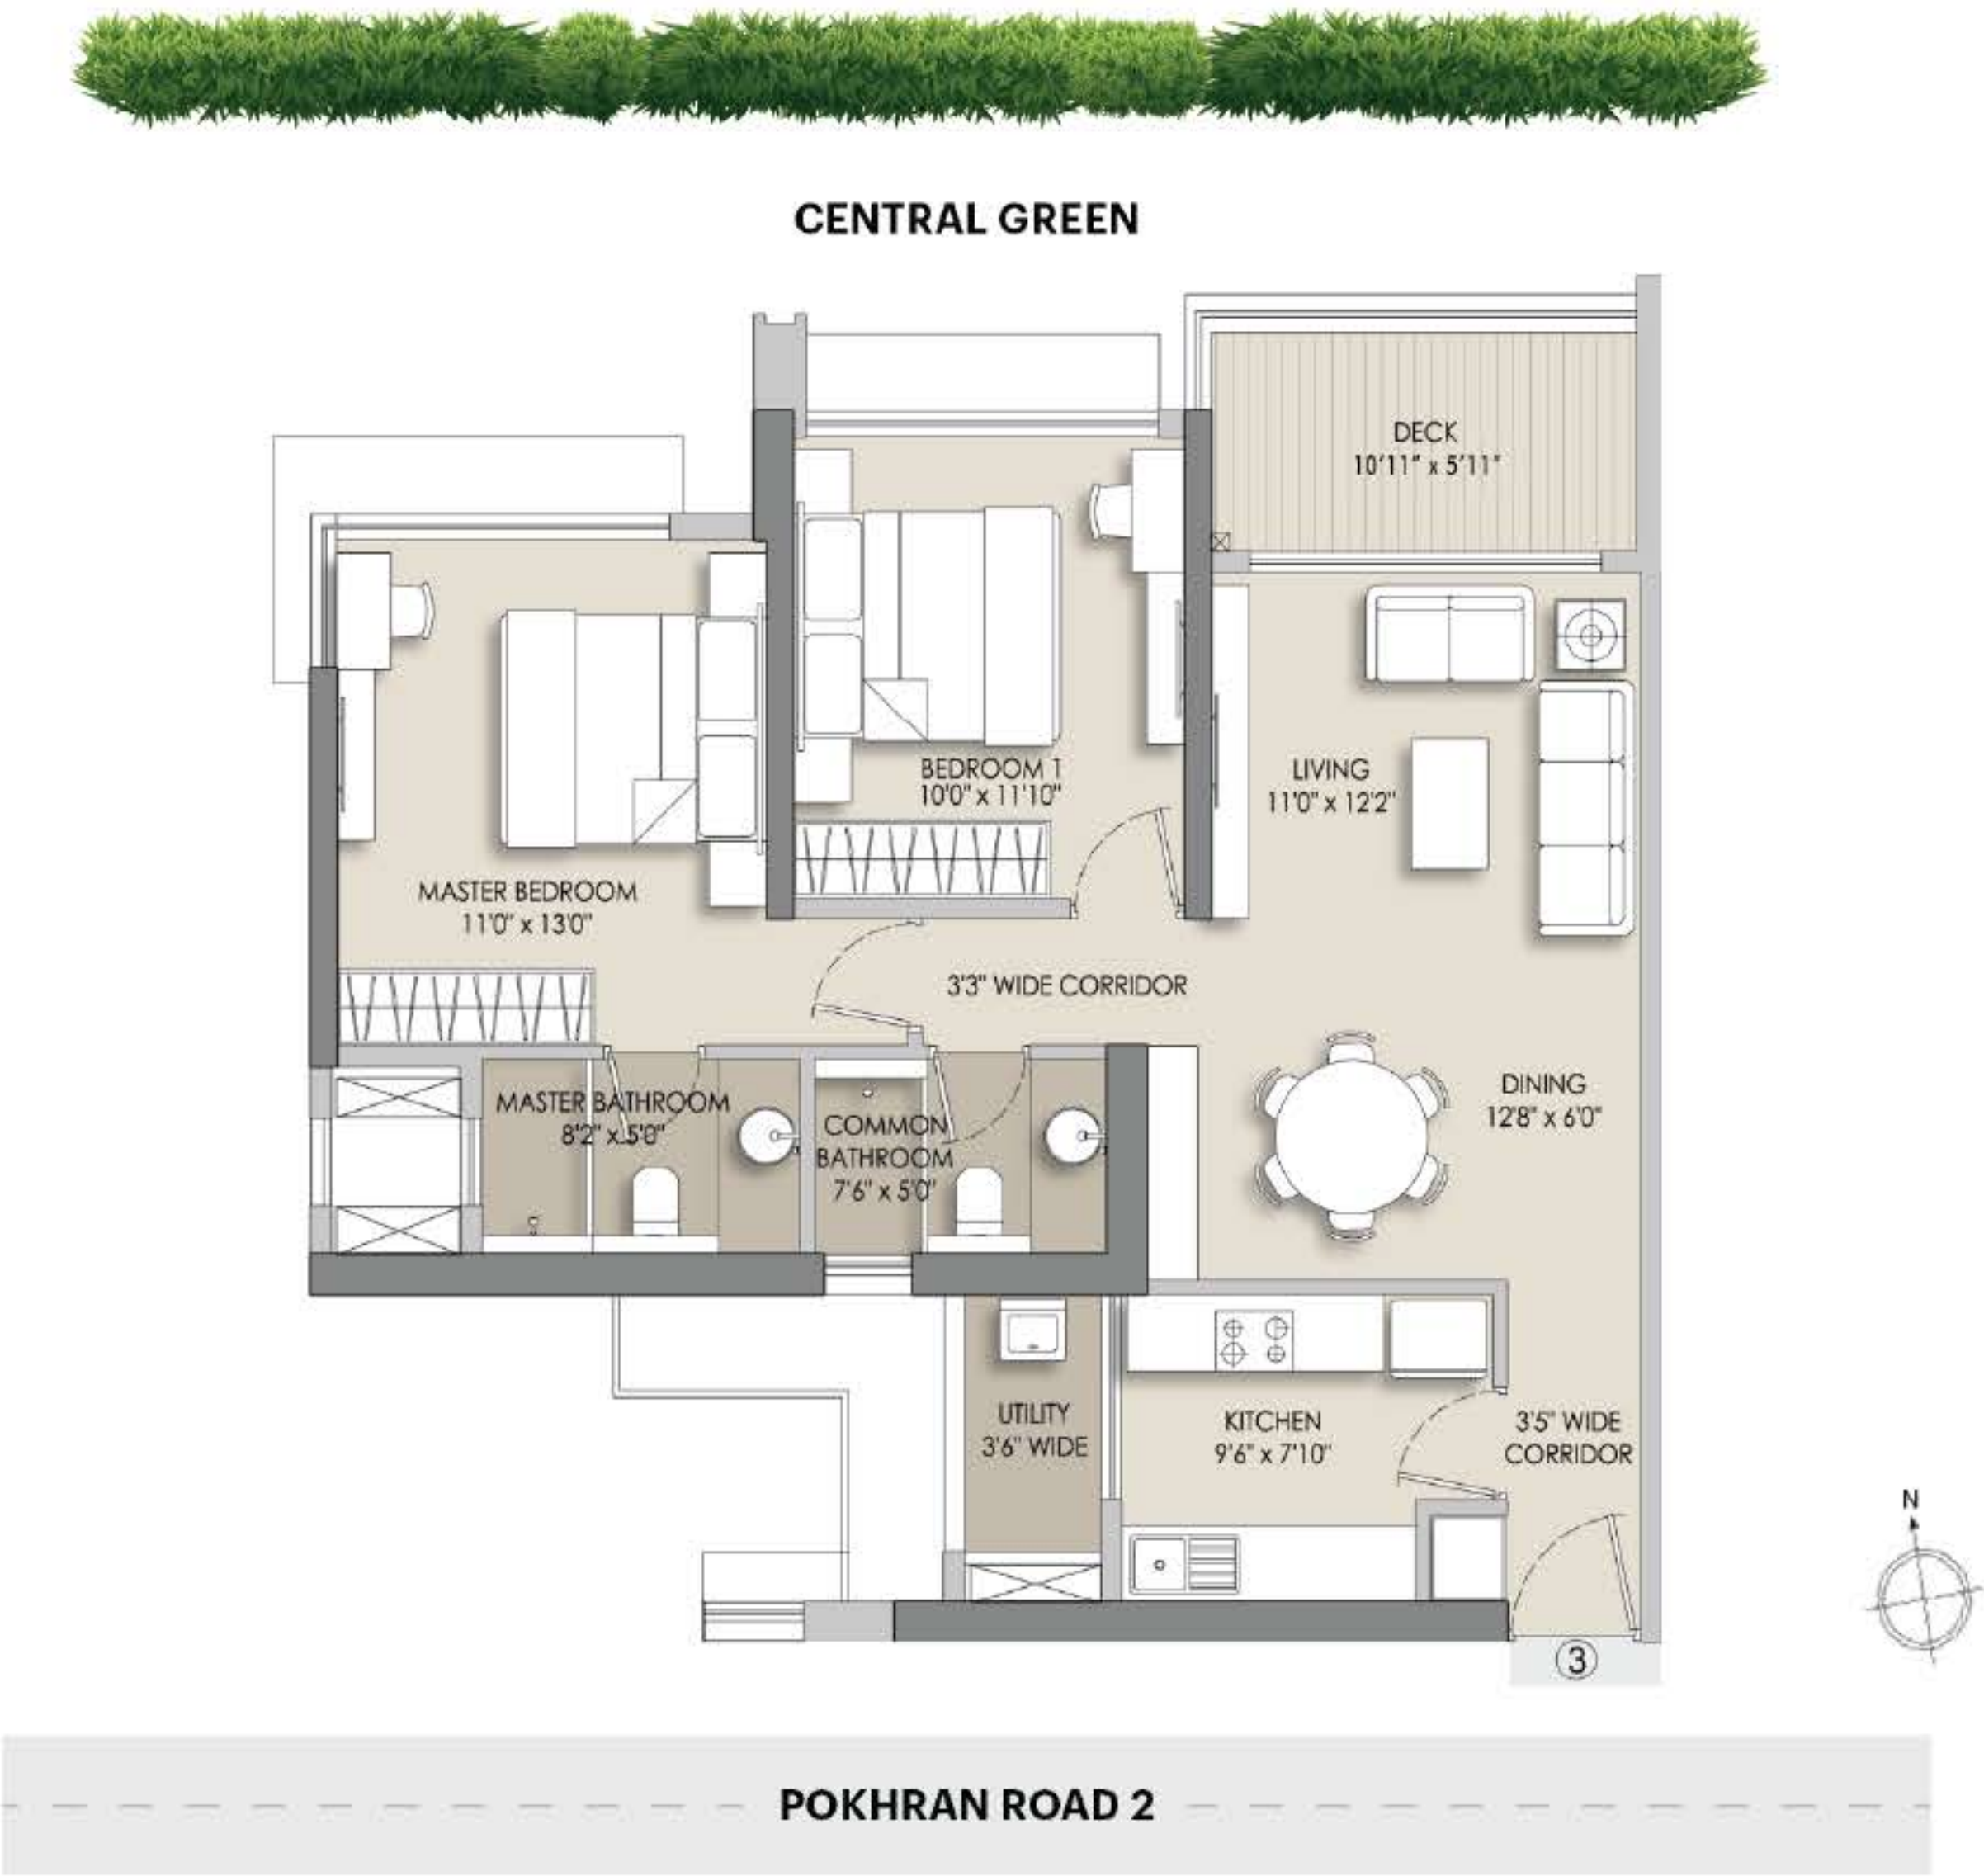 CENTRAL GREEN
DECK
10'11" x 5'11"
BEDROOM 1
10'0" x 11'10"
LIVING
11'0" x 12'2"
MASTER BEDROOM
11'0" x 13'0"
3'3" WIDE CORRIDOR
MASTER BATHROOM
8'2" x 5'0"
COMMON
BATHROOM
7'6" x 5'0"
DINING
12'8" x 6'0"
UTILITY
3'6" WIDE
KITCHEN
9'6" x 7'10"
3'5" WIDE
CORRIDOR
N
3
POKHRAN ROAD 2